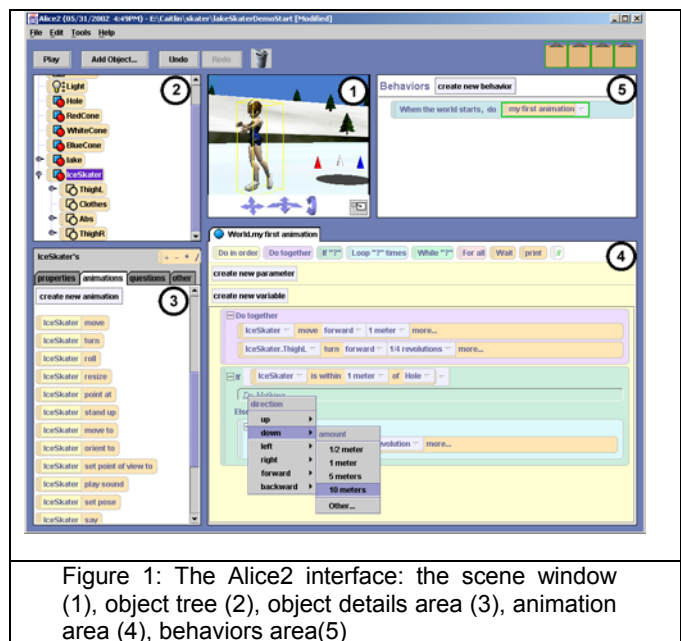 Alice2 (05/31/2002 4:49PM) - E:\Caitlin\skater\lakeSkaterDemoStart [Modified]
File Edit Tools Help
Play Add Object... Undo Redo
Light
Hole
RedCone
WhiteCone
BlueCone
lake
IceSkater
ThighL
Clothes
Abs
ThighR
2
1
Behaviors create new behavior
5
When the world starts, do my first animation
IceSkater's
+ - * /
properties animations questions other
create new animation
3
IceSkater move
IceSkater turn
IceSkater roll
IceSkater resize
IceSkater point at
IceSkater stand up
IceSkater move to
IceSkater orient to
IceSkater set point of view to
IceSkater play sound
IceSkater set pose
IceSkater say
World.my first animation
Do in order Do together If "?" Loop "?" times While "?" For all Wait print //
4
create new parameter
create new variable
Do together
IceSkater move forward 1 meter more...
IceSkater.ThighL turn forward 1/4 revolutions more...
If IceSkater is within 1 meter of Hole
Do Nothing
Else
direction
up
down
left
right
forward
backward
amount
1/2 meter
1 meter
5 meters
10 meters
Other...
revolution more...
Figure 1: The Alice2 interface: the scene window
(1), object tree (2), object details area (3), animation
area (4), behaviors area(5)